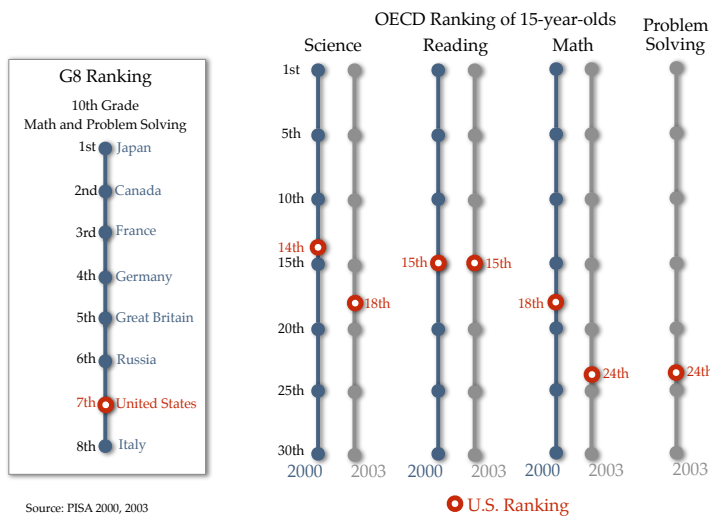 OECD Ranking of 15-year-olds
Science
Reading
Math
Problem
Solving
G8 Ranking
10th Grade
Math and Problem Solving
1st Japan
2nd Canada
3rd France
4th Germany
5th Great Britain
6th Russia
7th United States
8th Italy
1st
5th
10th
14th
15th
15th
15th
18th
18th
20th
24th
24th
25th
30th
2000
2003
2000
2003
2000
2003
2003
Source: PISA 2000, 2003
U.S. Ranking